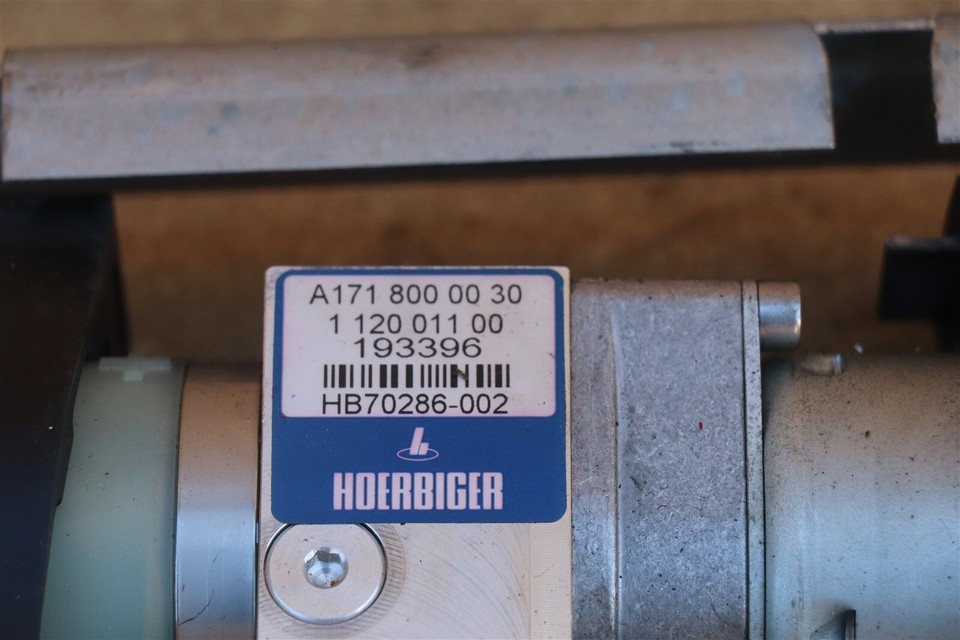 A171 800 00 30
1 120 011 00
193396
HB70286-002
HOERBIGER